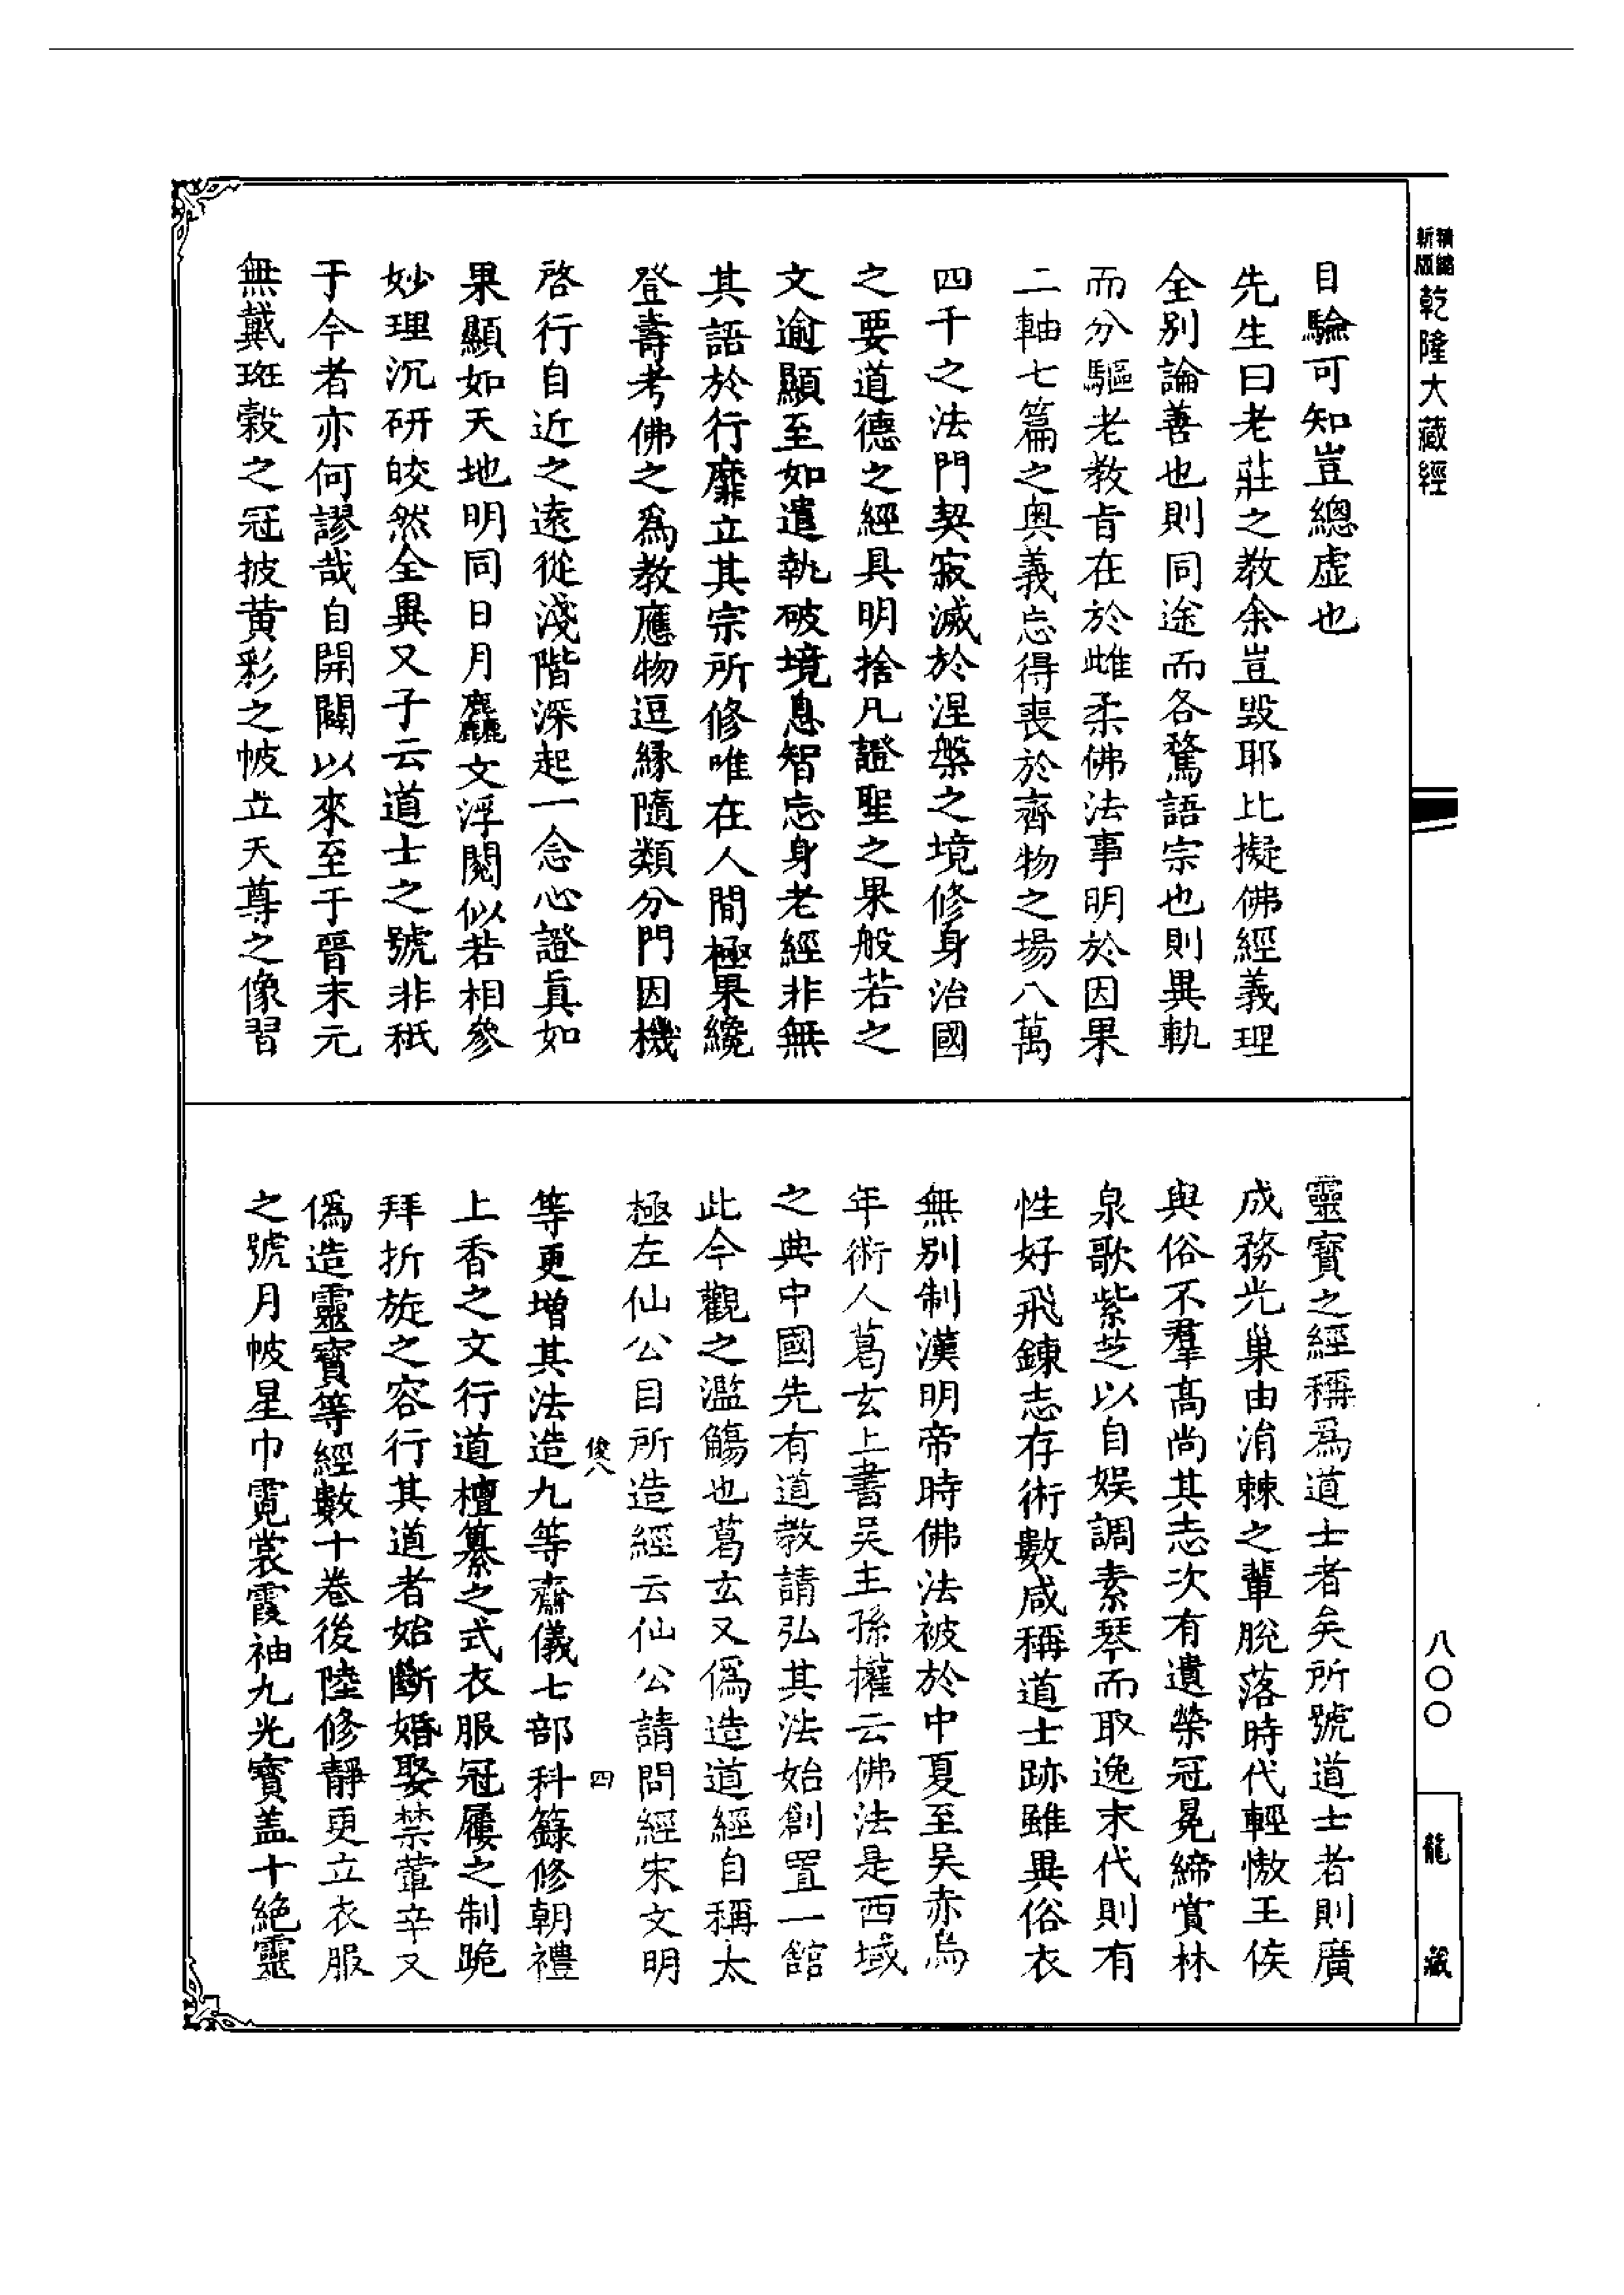 精縮新版乾隆大藏經
目驗可知豈總虛也
先生曰老莊之教余豈毀耶比擬佛經義理
全別論善也則同途而各騖語宗也則異軌
而分驅老教旨在於雌柔佛法事明於因果
二軸七篇之奧義忘得喪於齊物之場八萬
四千之法門契寂滅於涅槃之境修身治國
之要道德之經具明捨凡證聖之果般若之
文逾顯至如遣執破境息智忘身老經非無
其語於行靡立其宗所修唯在人間極果纔
登壽考佛之為教應物逗緣隨類分門因機
啓行自近之遠從淺階深起一念心證眞如
果顯如天地明同日月麤文浮閱似若相參
妙理沉研皎然全異又子云道士之號非秖
于今者亦何謬哉自開闢以來至于晉末元
無戴斑縠之冠披黃彩之帔立天尊之像習
靈寶之經稱爲道士者矣所號道士者則廣
成務光巢由涓棘之輩脫落時代輕慠王侯
與俗不羣髙尚其志次有遺榮冠冕締賞林
泉歌紫芝以自娛調素琴而取逸末代則有
性好飛鍊志存術數咸稱道士跡雖異俗衣
無別制漢明帝時佛法被於中夏至吴赤烏
年術人葛玄上書吴主孫權云佛法是西域
之典中國先有道教請弘其法始創置一館
此今觀之濫觴也葛玄又僞造道經自稱太
極左仙公目所造經云仙公請問經宋文明
俊八 四
等更增其法造九等齋儀七部科籙修朝禮
上香之文行道檀纂之式衣服冠屨之制跪
拜折旋之容行其道者始斷婚娶禁葷辛又
僞造靈寶等經數十卷後陸修靜更立衣服
之號月帔星巾霓裳霞袖九光寶盖十絕靈
八〇〇
龍藏